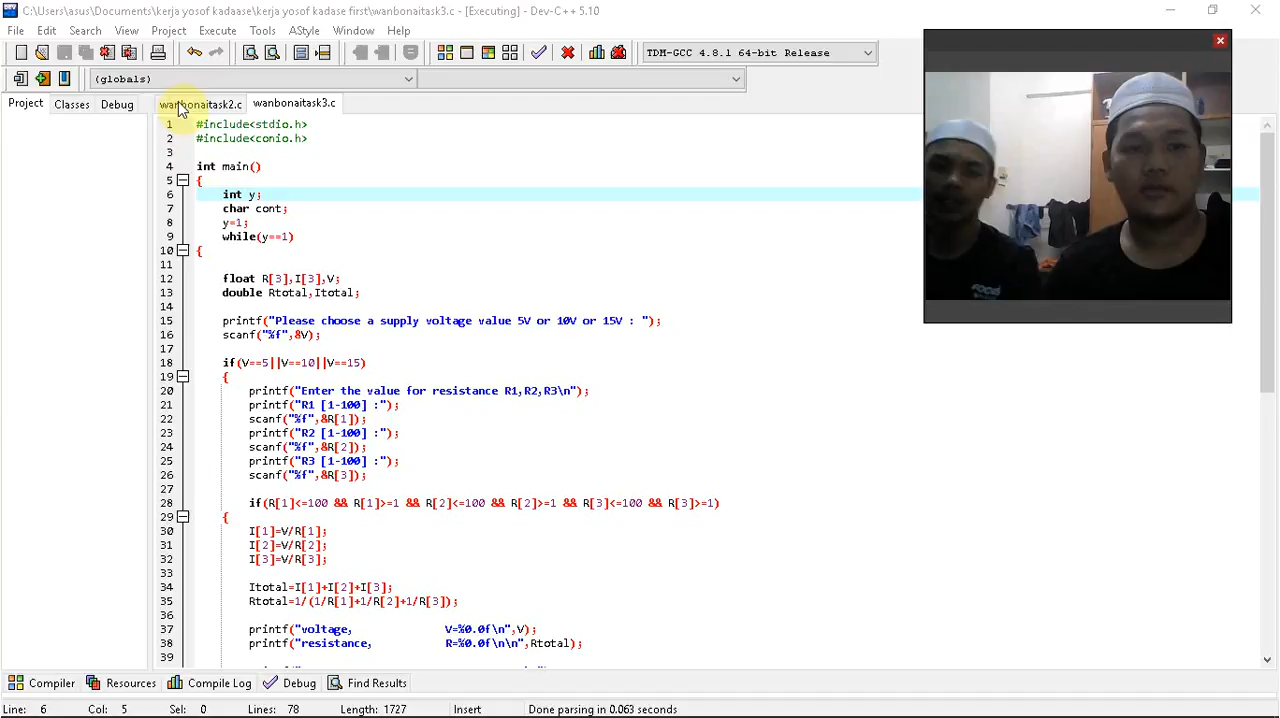 C:\Users\asus\Documents\kerja yosof kadaase\kerja yosof kadase first\wanbonaitask3.c - [Executing] - Dev-C++ 5.10
File Edit Search View Project Execute Tools AStyle Window Help
TDM-GCC 4.8.1 64-bit Release
(globals)
Project Classes Debug wanbonaitask2.c wanbonaitask3.c
1 #include<stdio.h>
2 #include<conio.h>
3
4 int main()
5 {
6 int y;
7 char cont;
8 y=1;
9 while(y==1)
10 {
11
12 float R[3],I[3],V;
13 double Rtotal,Itotal;
14
15 printf("Please choose a supply voltage value 5V or 10V or 15V : ");
16 scanf("%f",&V);
17
18 if(V==5||V==10||V==15)
19 {
20 printf("Enter the value for resistance R1,R2,R3\n");
21 printf("R1 [1-100] :");
22 scanf("%f",&R[1]);
23 printf("R2 [1-100] :");
24 scanf("%f",&R[2]);
25 printf("R3 [1-100] :");
26 scanf("%f",&R[3]);
27
28 if(R[1]<=100 && R[1]>=1 && R[2]<=100 && R[2]>=1 && R[3]<=100 && R[3]>=1)
29 {
30 I[1]=V/R[1];
31 I[2]=V/R[2];
32 I[3]=V/R[3];
33
34 Itotal=I[1]+I[2]+I[3];
35 Rtotal=1/(1/R[1]+1/R[2]+1/R[3]);
36
37 printf("voltage, V=%0.0f\n",V);
38 printf("resistance, R=%0.0f\n\n",Rtotal);
39
Compiler Resources Compile Log Debug Find Results
Line: 6 Col: 5 Sel: 0 Lines: 78 Length: 1727 Insert Done parsing in 0.063 seconds